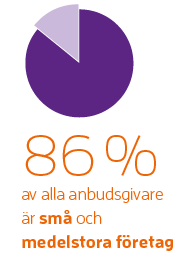 86 %
av alla anbudsgivare
är små och
medelstora företag